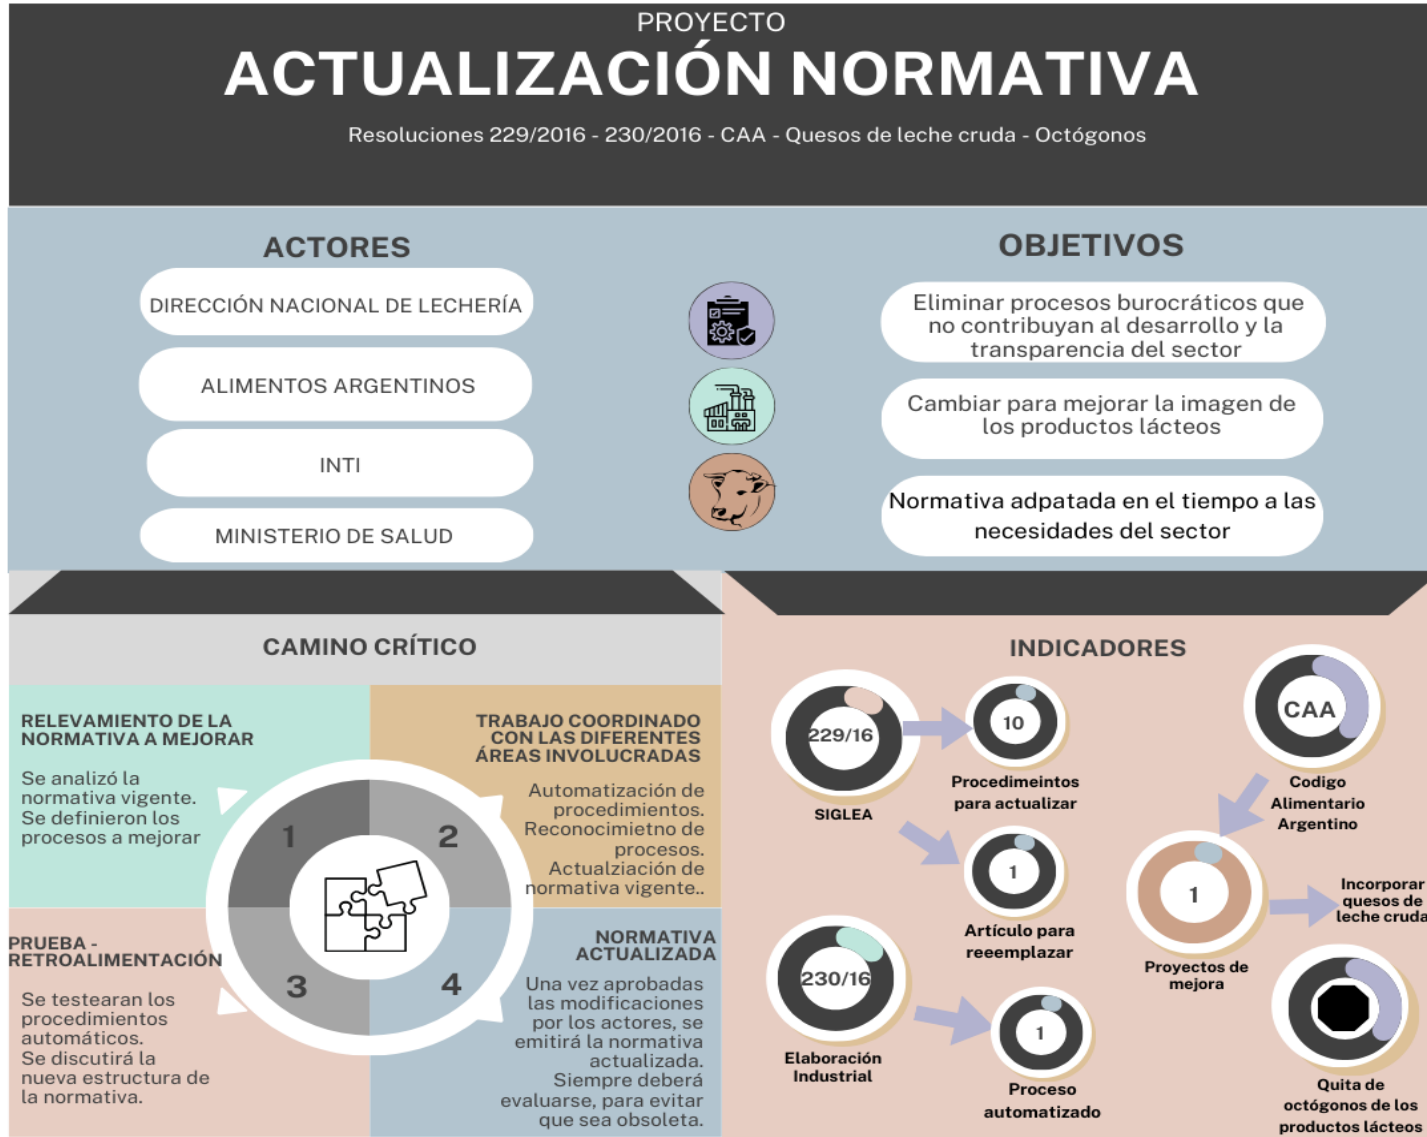 PROYECTO
ACTUALIZACIÓN NORMATIVA
Resoluciones 229/2016 - 230/2016 - CAA - Quesos de leche cruda - Octógonos
ACTORES
DIRECCIÓN NACIONAL DE LECHERÍA
ALIMENTOS ARGENTINOS
INTI
MINISTERIO DE SALUD
OBJETIVOS
Eliminar procesos burocráticos que
no contribuyan al desarrollo y la
transparencia del sector
Cambiar para mejorar la imagen de
los productos lácteos
Normativa adpatada en el tiempo a las
necesidades del sector
CAMINO CRÍTICO
RELEVAMIENTO DE LA
NORMATIVA A MEJORAR
Se analizó la
normativa vigente.
Se definieron los
procesos a mejorar
1
TRABAJO COORDINADO
CON LAS DIFERENTES
ÁREAS INVOLUCRADAS
Automatización de
procedimientos.
Reconocimietno de
procesos.
Actualziación de
normativa vigente..
2
PRUEBA -
RETROALIMENTACIÓN
Se testearan los
procedimientos
automáticos.
Se discutirá la
nueva estructura de
la normativa.
3
NORMATIVA
ACTUALIZADA
Una vez aprobadas
las modificaciones
por los actores, se
emitirá la normativa
actualizada.
Siempre deberá
evaluarse, para evitar
que sea obsoleta.
4
INDICADORES
229/16
SIGLEA
10
Procedimeintos
para actualizar
1
Artículo para
reeemplazar
230/16
Elaboración
Industrial
1
Proceso
automatizado
CAA
Codigo
Alimentario
Argentino
1
Proyectos de
mejora
Incorporar
quesos de
leche cruda
Quita de
octógonos de los
productos lácteos